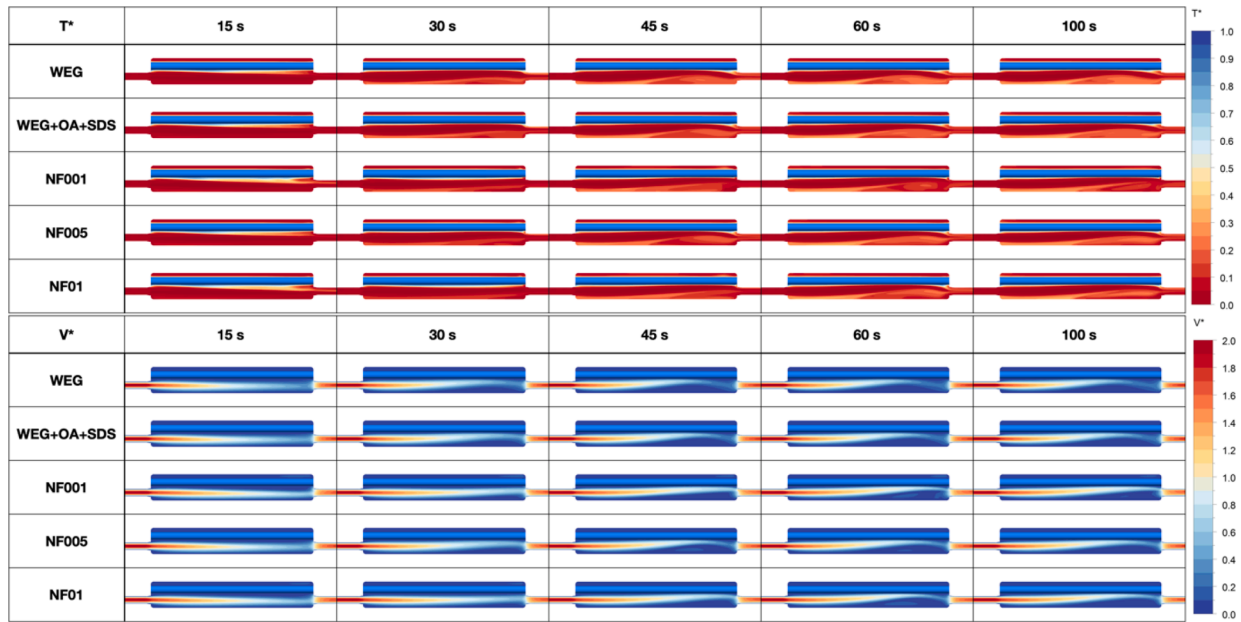 T* 15 s 30 s 45 s 60 s 100 s
WEG
WEG+OA+SDS
NF001
NF005
NF01
T*
1.0
0.9
0.8
0.7
0.6
0.5
0.4
0.3
0.2
0.1
0.0
V* 15 s 30 s 45 s 60 s 100 s
WEG
WEG+OA+SDS
NF001
NF005
NF01
V*
2.0
1.8
1.6
1.4
1.2
1.0
0.8
0.6
0.4
0.2
0.0